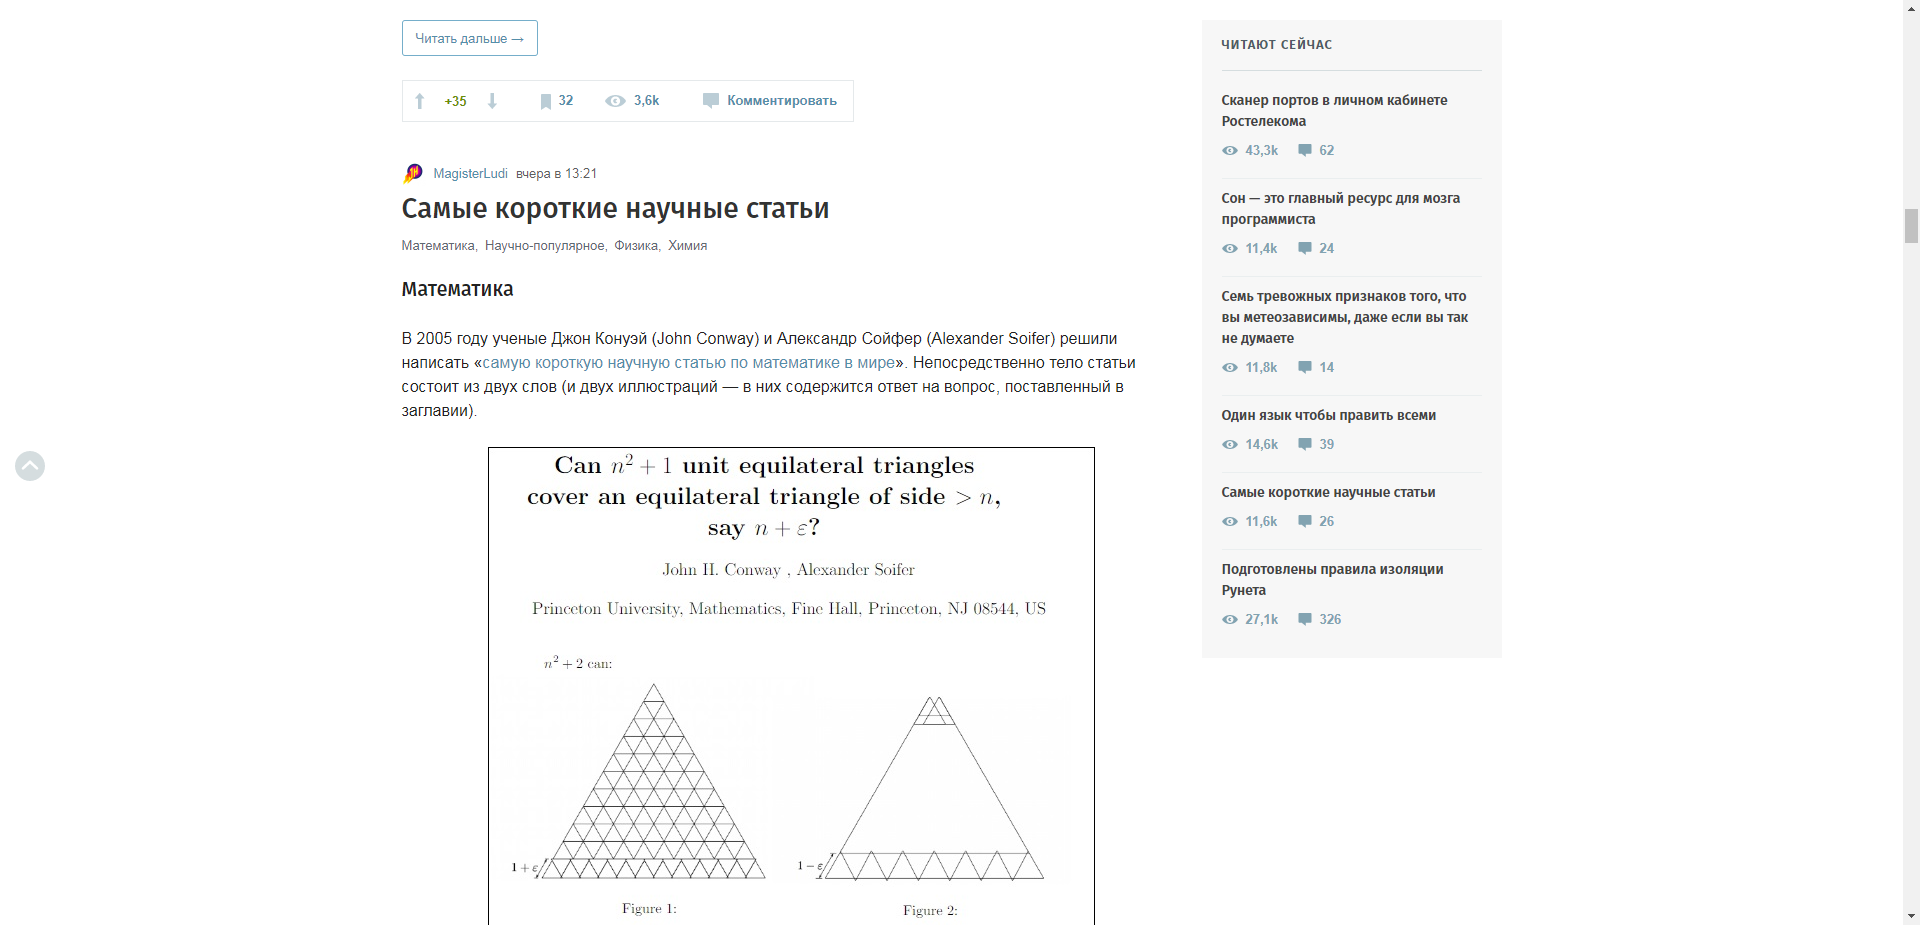 Читать дальше →
+35 32 3,6k Комментировать
MagisterLudi вчера в 13:21
Самые короткие научные статьи
Математика, Научно-популярное, Физика, Химия
Математика
В 2005 году ученые Джон Конуэй (John Conway) и Александр Сойфер (Alexander Soifer) решили
написать «самую короткую научную статью по математике в мире». Непосредственно тело статьи
состоит из двух слов (и двух иллюстраций — в них содержится ответ на вопрос, поставленный в
заглавии).
Can n² + 1 unit equilateral triangles
cover an equilateral triangle of side > n,
say n + ε?
John H. Conway , Alexander Soifer
Princeton University, Mathematics, Fine Hall, Princeton, NJ 08544, US
n² + 2 can:
1 + ε
1 − ε
Figure 1:
Figure 2:
ЧИТАЮТ СЕЙЧАС
Сканер портов в личном кабинете
Ростелекома
43,3k 62
Сон — это главный ресурс для мозга
программиста
11,4k 24
Семь тревожных признаков того, что
вы метеозависимы, даже если вы так
не думаете
11,8k 14
Один язык чтобы править всеми
14,6k 39
Самые короткие научные статьи
11,6k 26
Подготовлены правила изоляции
Рунета
27,1k 326